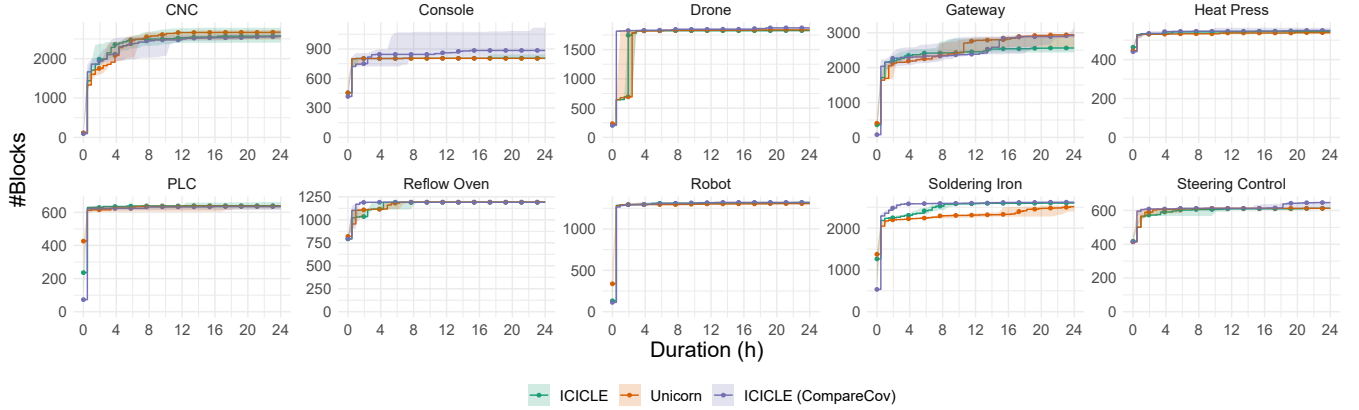 CNC
Console
Drone
Gateway
Heat Press
#Blocks
2000
1000
0
0 4 8 12 16 20 24
900
600
300
0
0 4 8 12 16 20 24
1500
1000
500
0
0 4 8 12 16 20 24
3000
2000
1000
0
0 4 8 12 16 20 24
400
200
0
0 4 8 12 16 20 24
PLC
Reflow Oven
Robot
Soldering Iron
Steering Control
600
400
200
0
0 4 8 12 16 20 24
1250
1000
750
500
250
0
0 4 8 12 16 20 24
1000
500
0
0 4 8 12 16 20 24
2000
1000
0
0 4 8 12 16 20 24
600
400
200
0
0 4 8 12 16 20 24
Duration (h)
ICICLE Unicorn ICICLE (CompareCov)